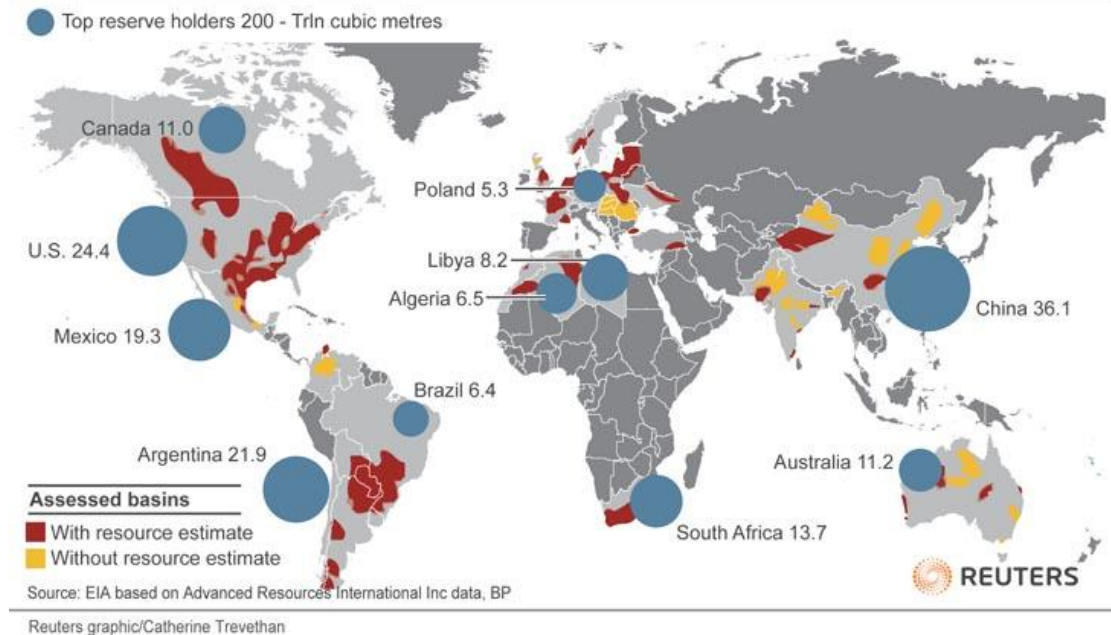 Top reserve holders 200 - Trln cubic metres
Canada 11.0
Poland 5.3
U.S. 24.4
Libya 8.2
Algeria 6.5
China 36.1
Mexico 19.3
Brazil 6.4
Argentina 21.9
Australia 11.2
South Africa 13.7
Assessed basins
With resource estimate
Without resource estimate
REUTERS
Source: EIA based on Advanced Resources International Inc data, BP
Reuters graphic/Catherine Trevethan